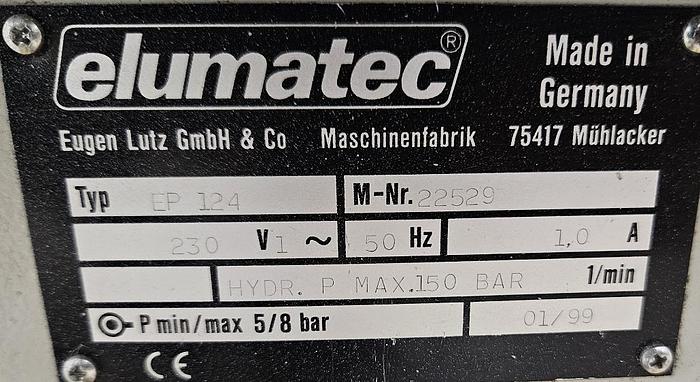 elumatec®
Made in
Germany
Eugen Lutz GmbH & Co Maschinenfabrik 75417 Mühlacker
Typ EP 124 M-Nr. 22529
230 V 1 ~ 50 Hz 1,0 A
HYDR. P MAX.150 BAR 1/min
P min/max 5/8 bar 01/99
CE